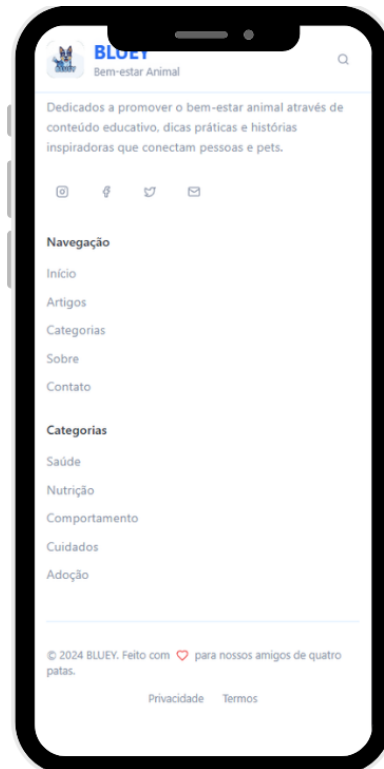 BLUEY
Bem-estar Animal
Dedicados a promover o bem-estar animal através de
conteúdo educativo, dicas práticas e histórias
inspiradoras que conectam pessoas e pets.
Navegação
Início
Artigos
Categorias
Sobre
Contato
Categorias
Saúde
Nutrição
Comportamento
Cuidados
Adoção
© 2024 BLUEY. Feito com para nossos amigos de quatro
patas.
Privacidade Termos